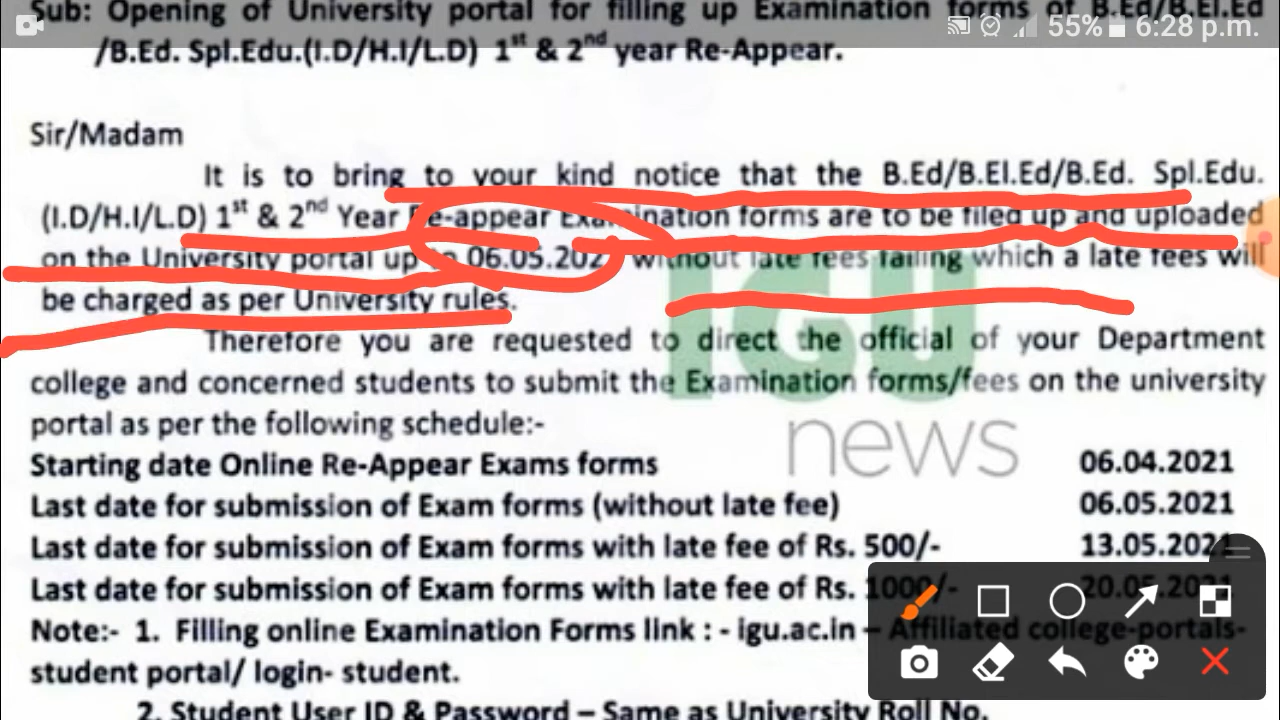 55% 6:28 p.m.
Sub: Opening of University portal for filling up Examination forms of B.Ed/B.El.Ed
/B.Ed. Spl.Edu.(I.D/H.I/L.D) 1st & 2nd year Re-Appear.
Sir/Madam
It is to bring to your kind notice that the B.Ed/B.El.Ed/B.Ed. Spl.Edu.
(I.D/H.I/L.D) 1st & 2nd Year Re-appear Examination forms are to be filed up and uploaded
on the University portal up 06.05.202 without late fees failing which a late fees will
be charged as per University rules.
Therefore you are requested to direct the official of your Department
college and concerned students to submit the Examination forms/fees on the university
portal as per the following schedule:-
IGU
news
Starting date Online Re-Appear Exams forms 06.04.2021
Last date for submission of Exam forms (without late fee) 06.05.2021
Last date for submission of Exam forms with late fee of Rs. 500/- 13.05.2021
Last date for submission of Exam forms with late fee of Rs. 1000/- 20.05.2021
Note:- 1. Filling online Examination Forms link : - igu.ac.in – Affiliated college-portals-
student portal/ login- student.
2. Student User ID & Password – Same as University Roll No.